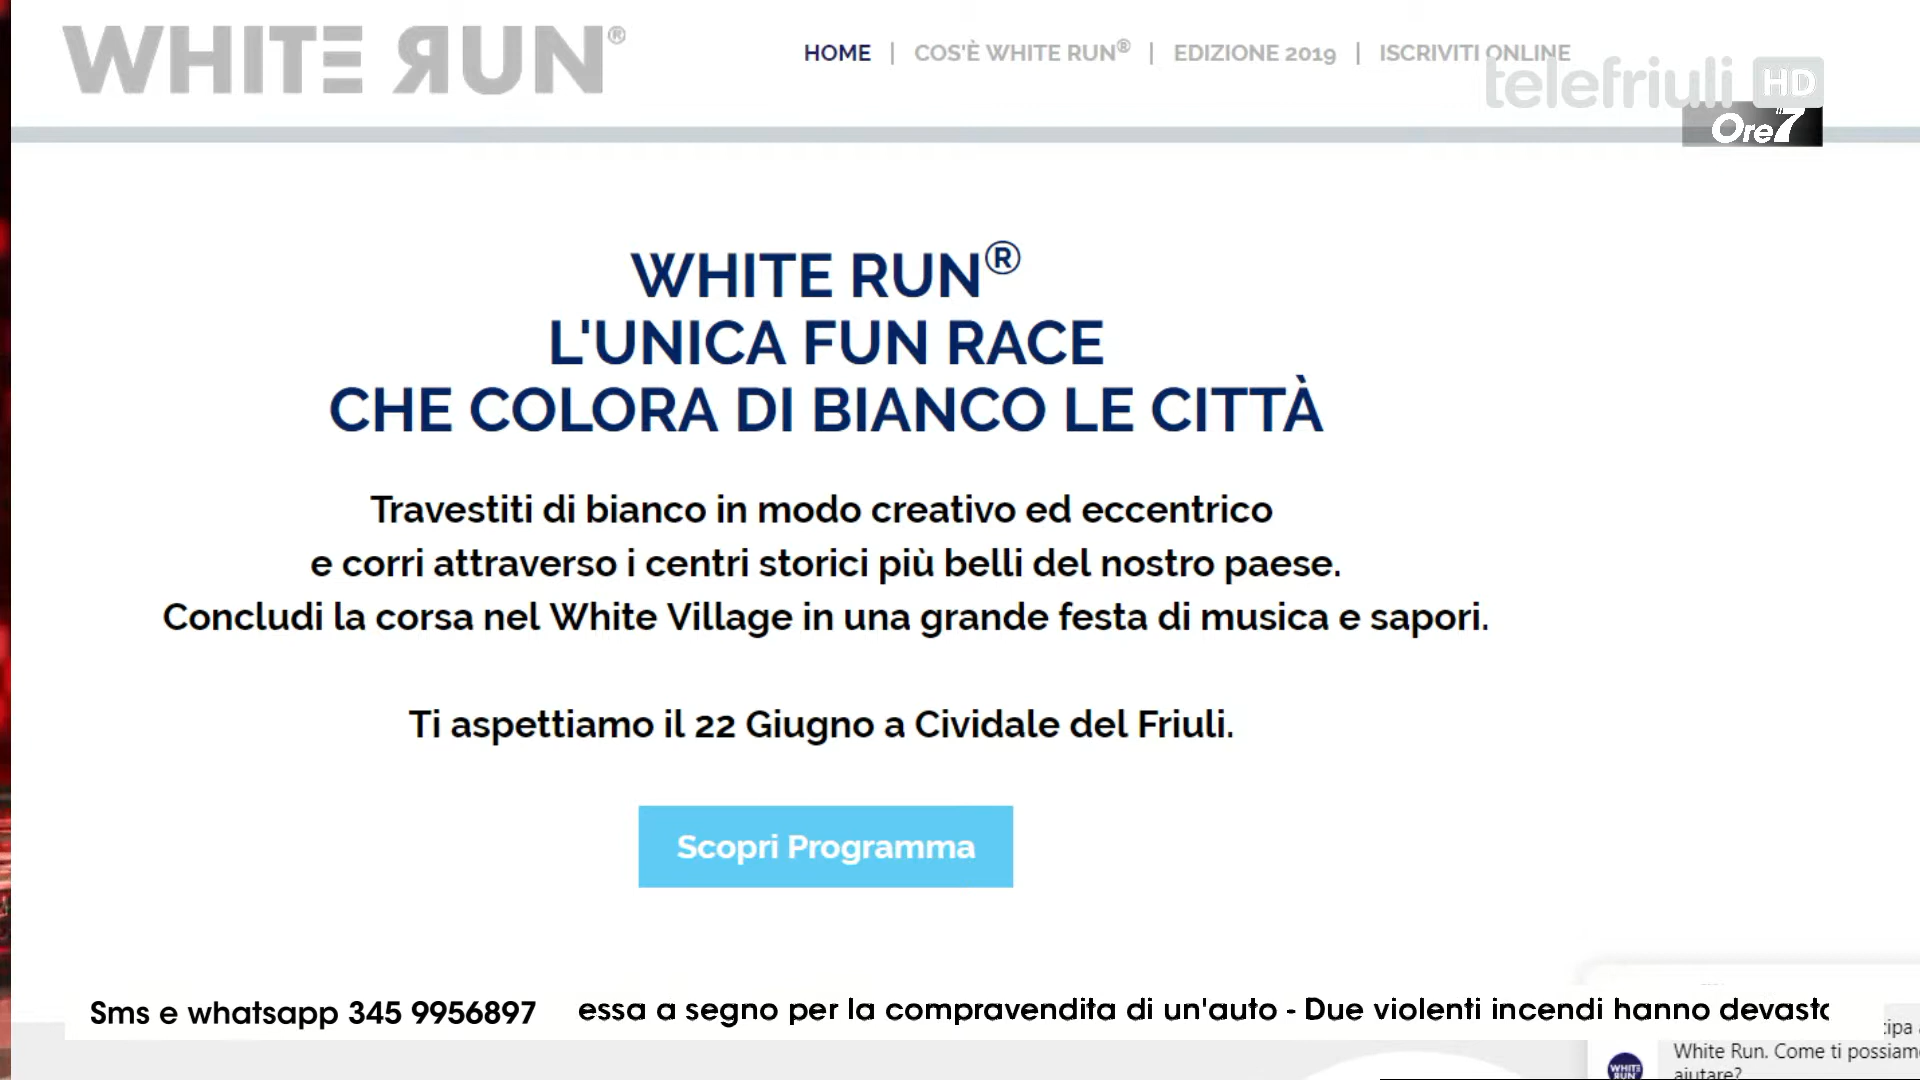 WHITE RUN®
HOME | COS'È WHITE RUN® | EDIZIONE 2019 | ISCRIVITI ONLINE
telefriuli HD
Ore7
WHITE RUN®
L'UNICA FUN RACE
CHE COLORA DI BIANCO LE CITTÀ
Travestiti di bianco in modo creativo ed eccentrico
e corri attraverso i centri storici più belli del nostro paese.
Concludi la corsa nel White Village in una grande festa di musica e sapori.
Ti aspettiamo il 22 Giugno a Cividale del Friuli.
Scopri Programma
Sms e whatsapp 345 9956897
essa a segno per la compravendita di un'auto - Due violenti incendi hanno devasto
White Run. Come ti possiamo
aiutare?
WHITE
RUN